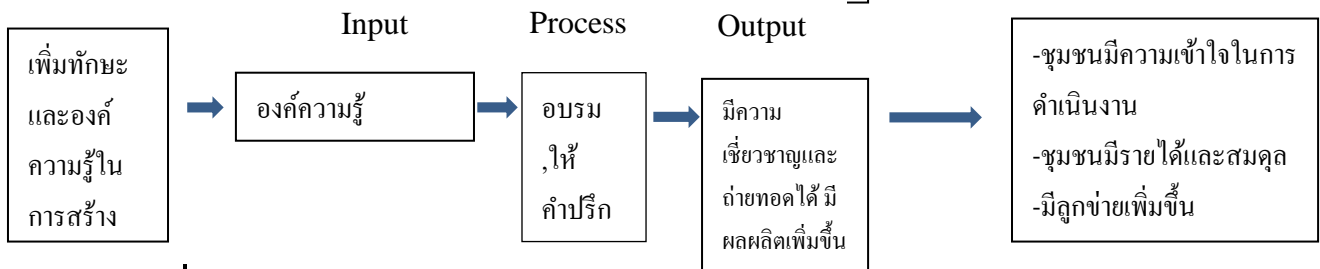 Input
Process
Output
เพิ่มทักษะ
และองค์
ความรู้ใน
การสร้าง
องค์ความรู้
อบรม
,ให้
คำปรึก
มีความ
เชี่ยวชาญและ
ถ่ายทอดได้ มี
ผลผลิตเพิ่มขึ้น
-ชุมชนมีความเข้าใจในการ
ดำเนินงาน
-ชุมชนมีรายได้และสมดุล
-มีลูกข่ายเพิ่มขึ้น